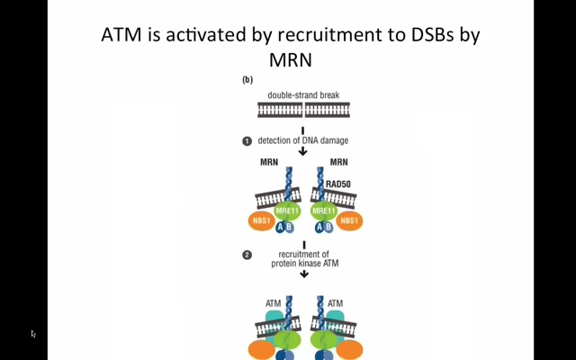 ATM is activated by recruitment to DSBs by
MRN
(b)
double-strand break
1 detection of DNA damage
MRN MRN
RAD50
MRE11 MRE11
NBS1 NBS1
A B A B
2 recruitment of
protein kinase ATM
ATM ATM